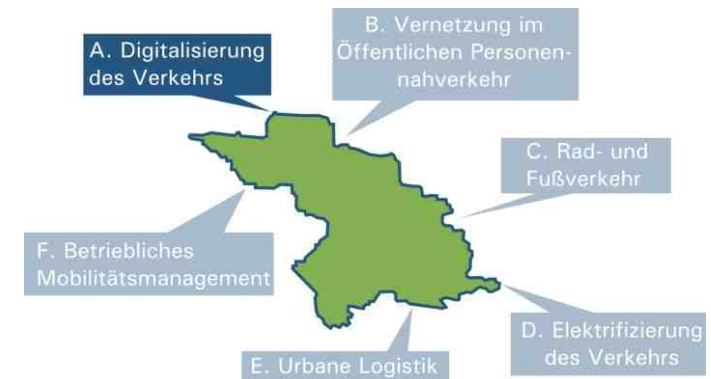 A. Digitalisierung
des Verkehrs
B. Vernetzung im
Öffentlichen Personen-
nahverkehr
C. Rad- und
Fußverkehr
D. Elektrifizierung
des Verkehrs
E. Urbane Logistik
F. Betriebliches
Mobilitätsmanagement